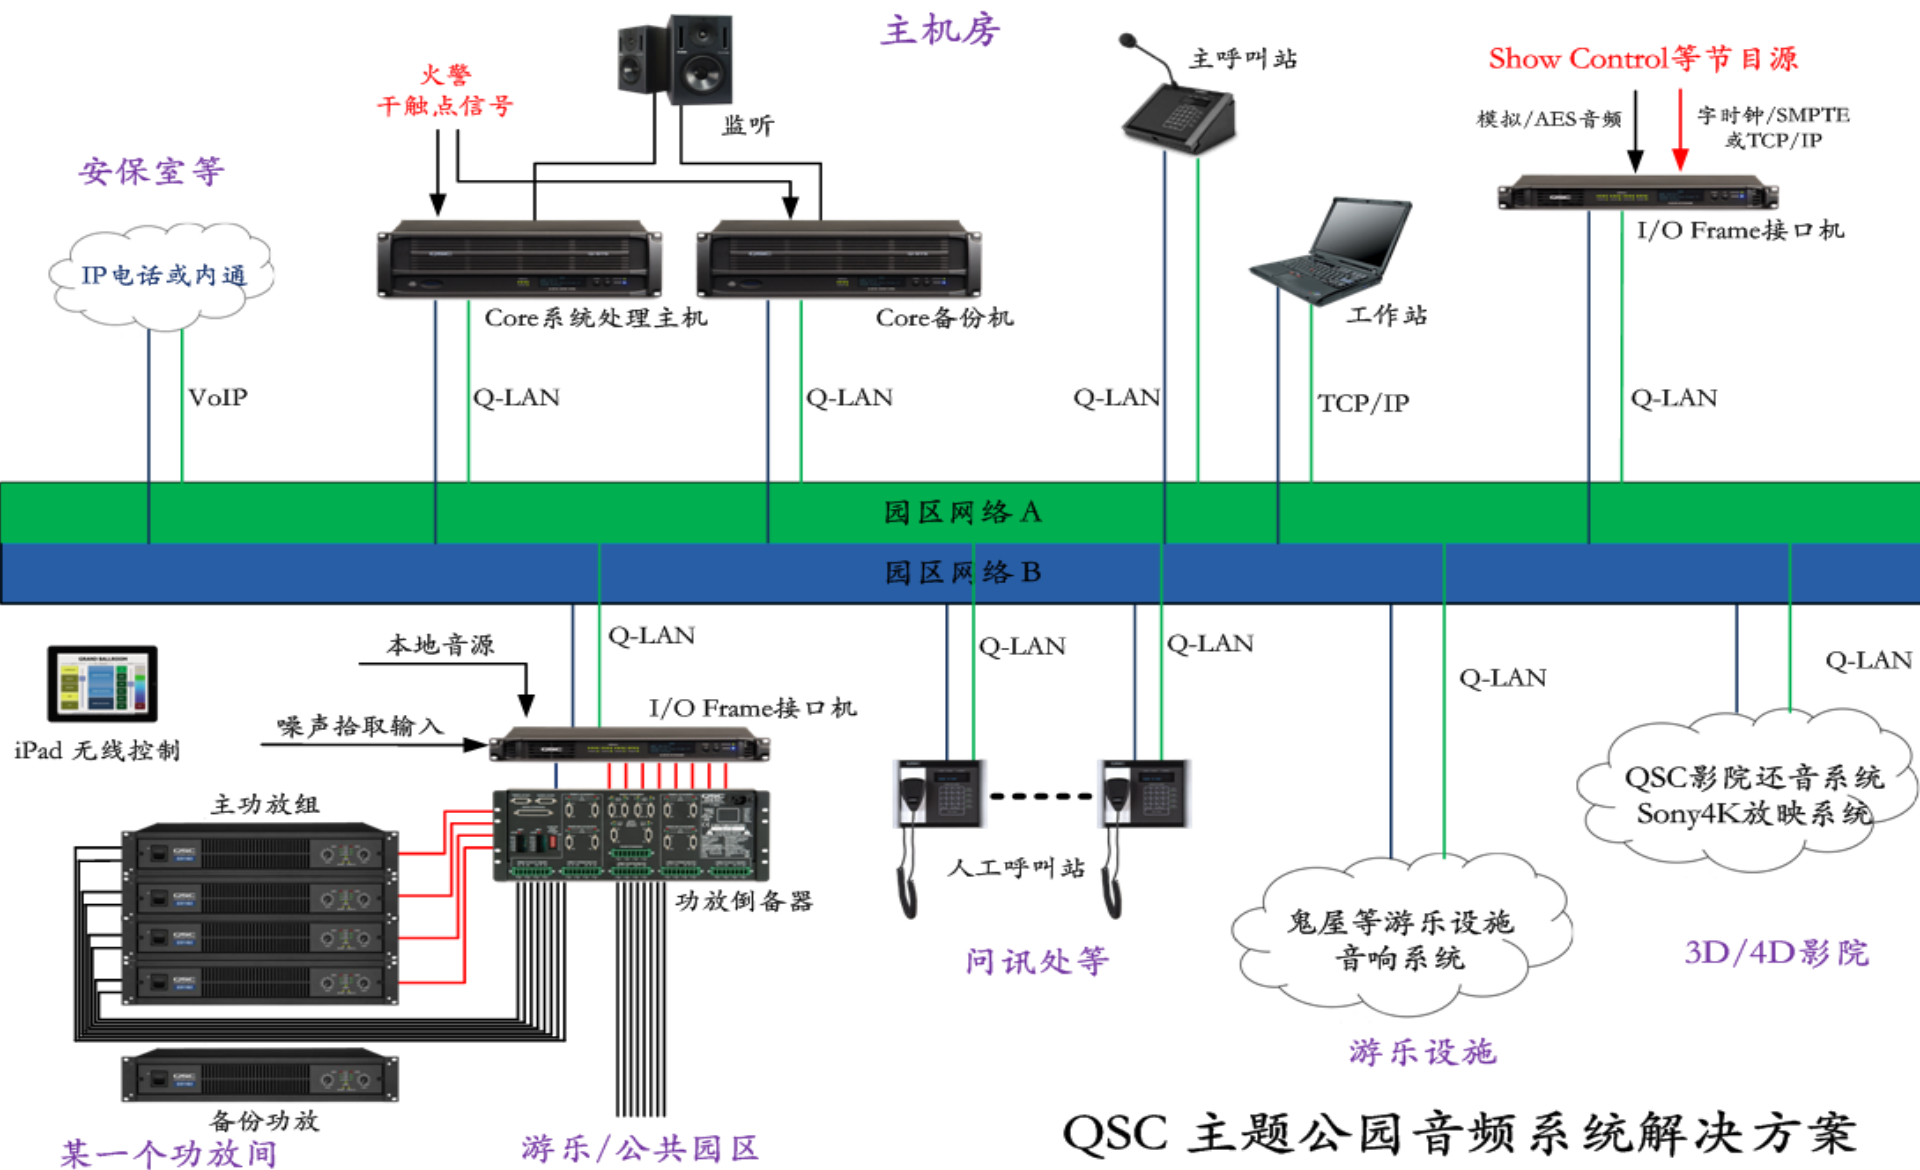 主机房
火警
干触点信号
监听
主呼叫站
Show Control等节目源
模拟/AES音频
字时钟/SMPTE
或TCP/IP
安保室等
IP电话或内通
Core系统处理主机
Core备份机
工作站
I/O Frame接口机
VoIP
Q-LAN
Q-LAN
Q-LAN
TCP/IP
Q-LAN
园区网络 A
园区网络 B
本地音源
Q-LAN
Q-LAN
Q-LAN
Q-LAN
Q-LAN
GRAND BALLROOM
iPad 无线控制
噪声拾取输入
I/O Frame接口机
主功放组
功放倒备器
人工呼叫站
QSC影院还音系统
Sony4K放映系统
鬼屋等游乐设施
音响系统
问讯处等
3D/4D影院
游乐设施
备份功放
某一个功放间
游乐/公共园区
QSC 主题公园音频系统解决方案